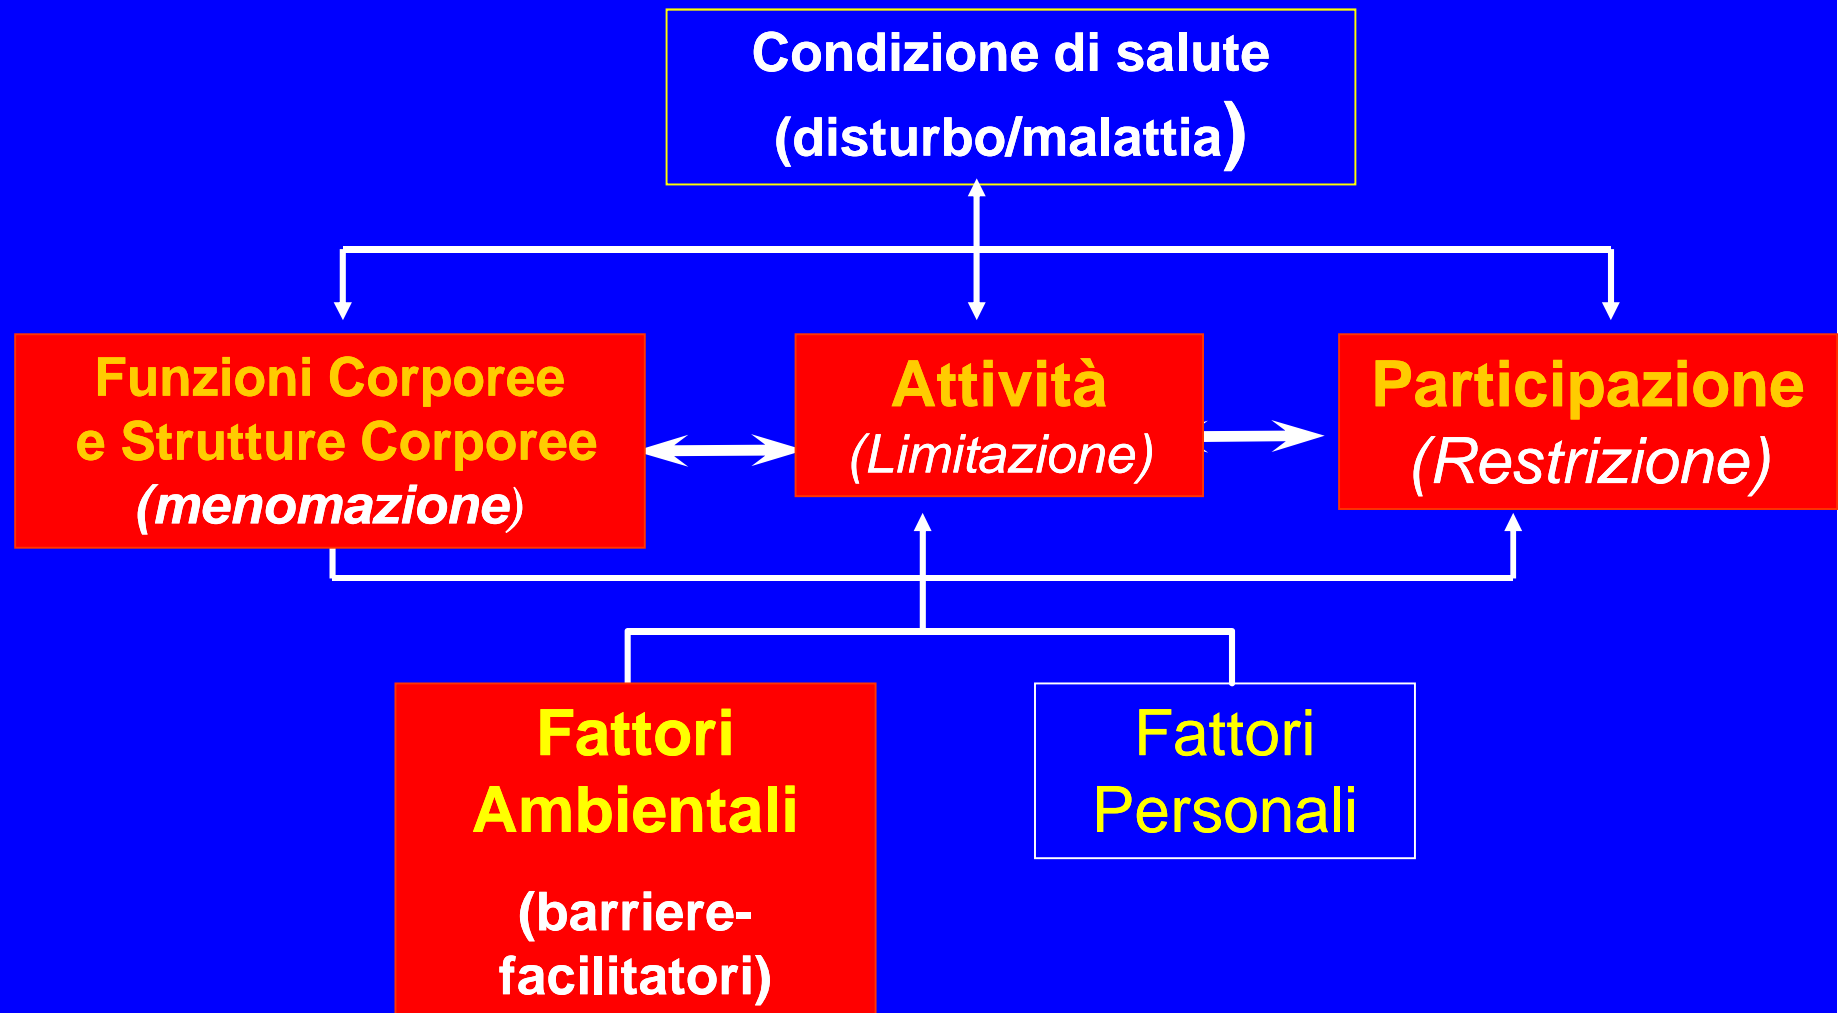 Condizione di salute
(disturbo/malattia)
Funzioni Corporee
e Strutture Corporee
(menomazione)
Attività
(Limitazione)
Participazione
(Restrizione)
Fattori
Ambientali
(barriere-
facilitatori)
Fattori
Personali